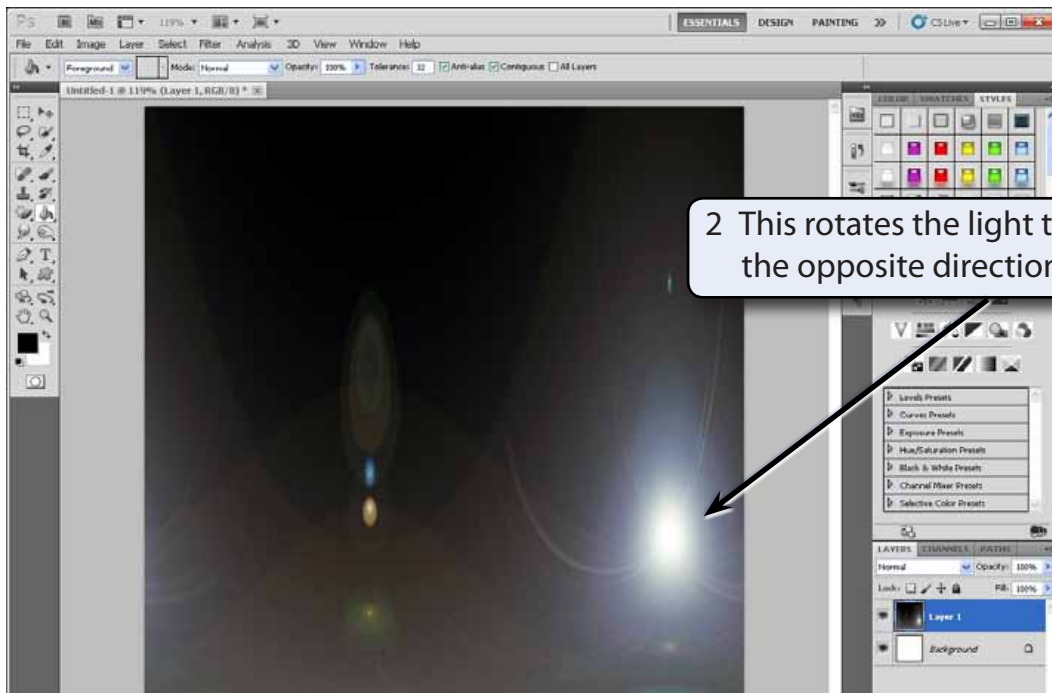 Ps 119% ESSENTIALS DESIGN PAINTING CS Live
File Edit Image Layer Select Filter Analysis 3D View Window Help
Foreground Mode: Normal Opacity: 100% Tolerance: 32 Anti-alias Contiguous All Layers
Untitled-1 @ 119% (Layer 1, RGB/8) *
COLOR SWATCHES STYLES
2 This rotates the light t
the opposite direction
Levels Presets
Curves Presets
Exposure Presets
Hue/Saturation Presets
Black & White Presets
Channel Mixer Presets
Selective Color Presets
LAYERS CHANNELS PATHS
Normal Opacity: 100%
Lock: Fill: 100%
Layer 1
Background